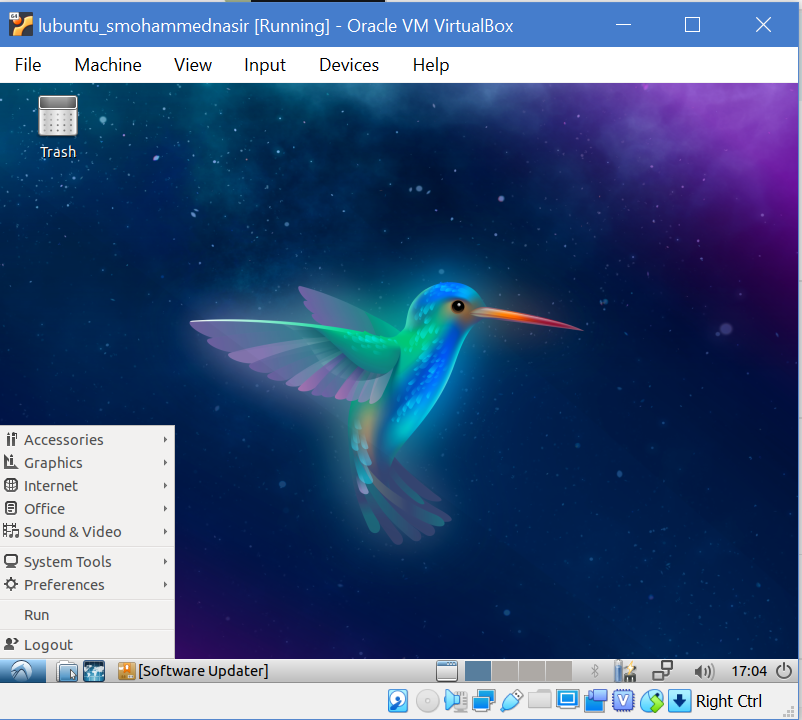 lubuntu_smohammednasir [Running] - Oracle VM VirtualBox
File Machine View Input Devices Help
Trash
Accessories
Graphics
Internet
Office
Sound & Video
System Tools
Preferences
Run
Logout
[Software Updater] 17:04
Right Ctrl